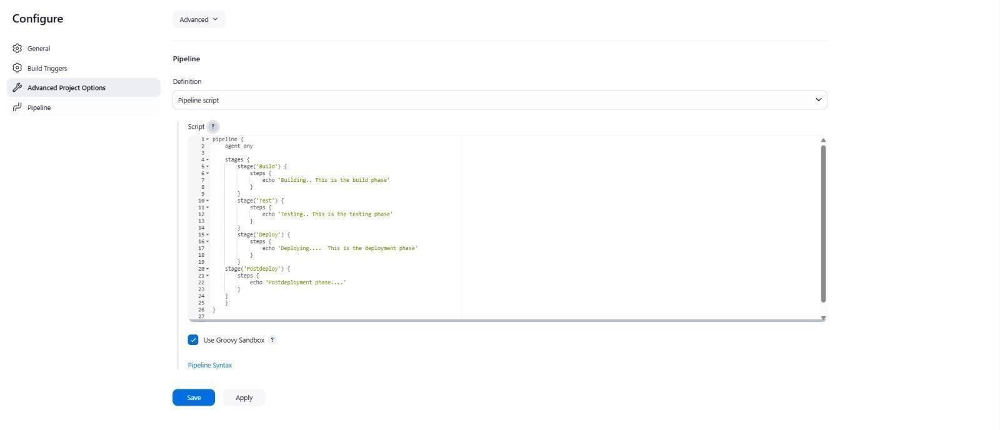 Configure
General
Build Triggers
Advanced Project Options
Pipeline
Advanced
Pipeline
Definition
Pipeline script
Script ?
1 pipeline {
2     agent any
3
4     stages {
5         stage('Build') {
6             steps {
7                 echo 'Building.. This is the build phase'
8             }
9         }
10         stage('Test') {
11             steps {
12                 echo 'Testing.. This is the testing phase'
13             }
14         }
15         stage('Deploy') {
16             steps {
17                 echo 'Deploying....  This is the deployment phase'
18             }
19         }
20     stage('Postdeploy') {
21         steps {
22             echo 'Postdeployment phase....'
23         }
24     }
25     }
26 }
27
Use Groovy Sandbox ?
Pipeline Syntax
Save
Apply